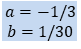 a = −1/3
b = 1/30